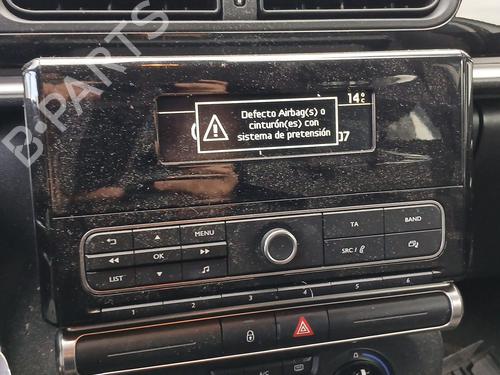 14°c
Defecto Airbag(s) o
cinturón(es) con
sistema de pretensión
07
MENU
TA
BAND
OK
LIST
SRC /
1 2 3 4 5 6
A/C
B-PARTS